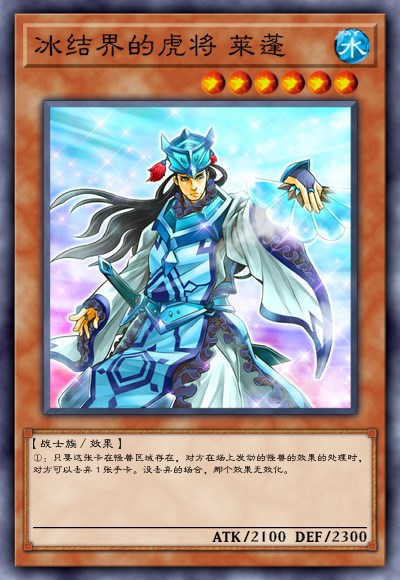 冰结界的虎将 莱蓬
水
【战士族／效果】
①：只要这张卡在怪兽区域存在，对方在场上发动的怪兽的效果的处理时，
对方可以丢弃1张手卡。没丢弃的场合，那个效果无效化。
ATK/2100 DEF/2300